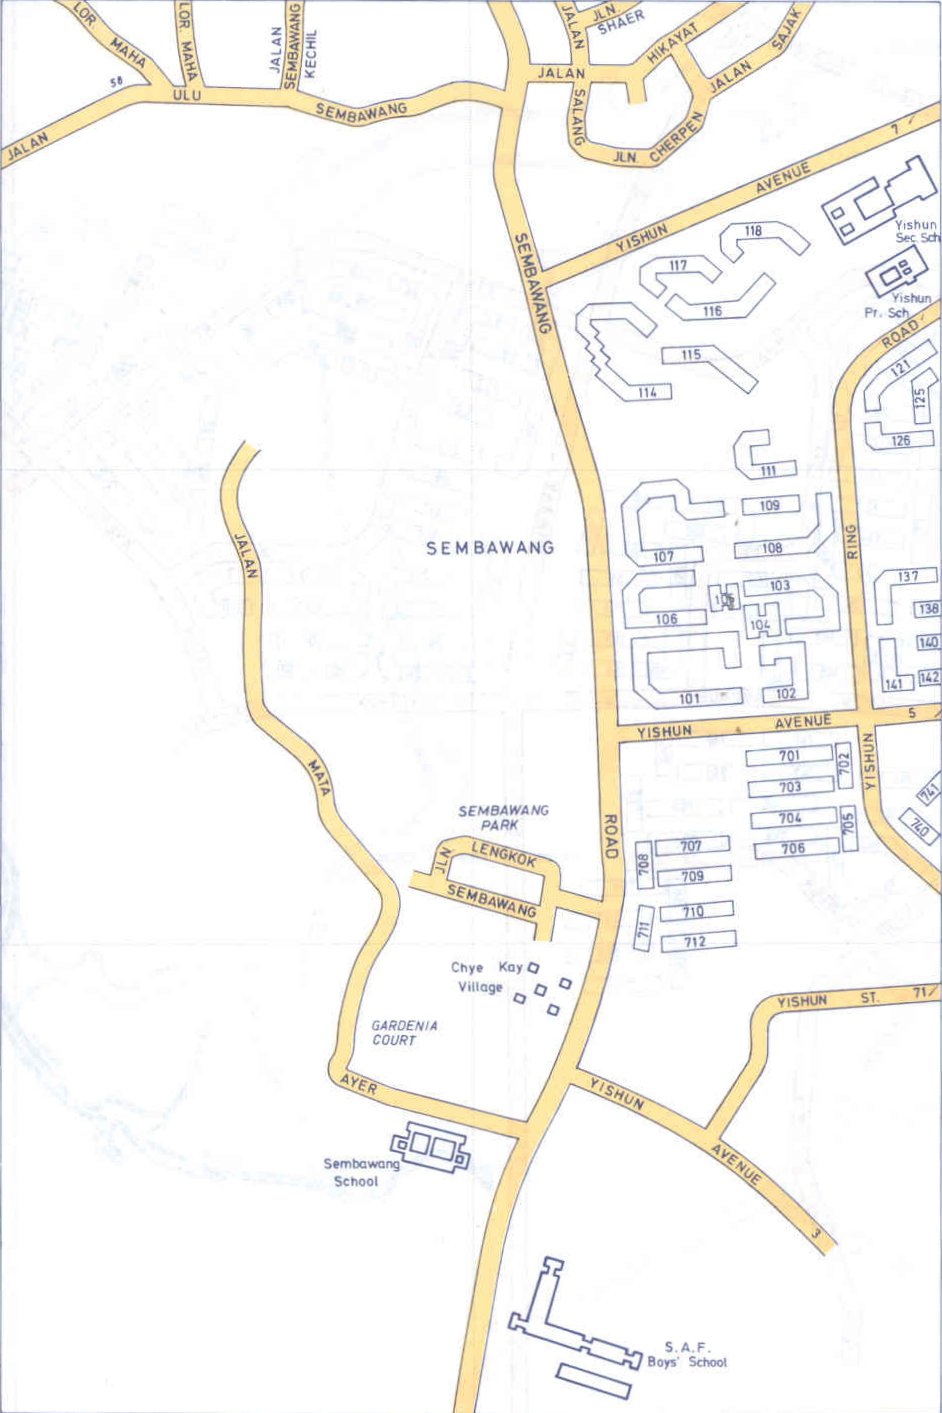 LOR. MAHA
LOR. MAHA
JALAN
SEMBAWANG
KECHIL
JALAN
JLN.
SHAER
HIKAYAT
SAJAK
JALAN
58
ULU
SEMBAWANG
JALAN
JALAN
SALANG
JLN CHERPEN
7
AVENUE
YISHUN
SEMBAWANG
118
117
116
115
114
Yishun
Sec. Sch
Yishun
Pr. Sch
ROAD
121
125
126
111
109
108
107
RING
SEMBAWANG
JALAN
103
106
104
137
138
140
141
142
101
102
YISHUN AVENUE 5
YISHUN
701
702
703
704
705
706
741
740
707
708
709
710
711
712
MATA
SEMBAWANG
PARK
JLN LENGKOK
SEMBAWANG
ROAD
Chye Kay
Village
YISHUN ST. 71
GARDENIA
COURT
AYER
YISHUN
AVENUE
3
Sembawang
School
S.A.F.
Boys' School